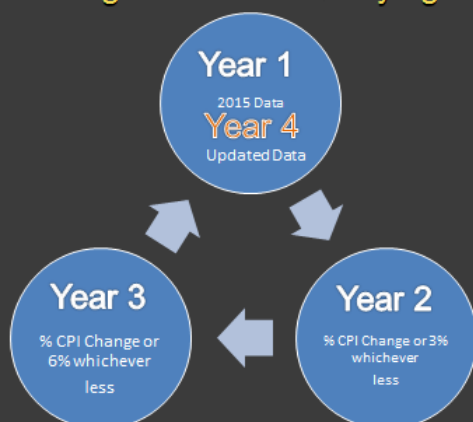 Year 1
2015 Data
Year 4
Updated Data
Year 3
% CPI Change or
6% whichever
less
Year 2
% CPI Change or 3%
whichever
less